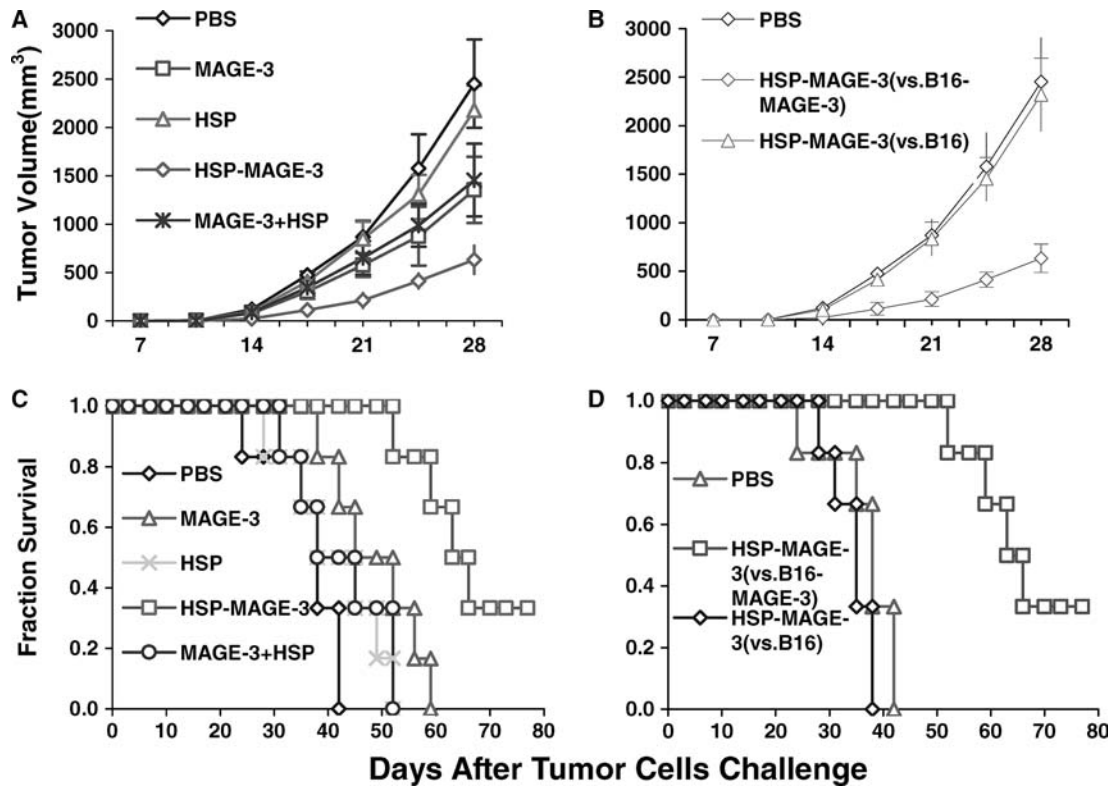 A
Tumor Volume(mm3)
3000
2500
2000
1500
1000
500
0
7
14
21
28
PBS
MAGE-3
HSP
HSP-MAGE-3
MAGE-3+HSP
B
3000
2500
2000
1500
1000
500
0
7
14
21
28
PBS
HSP-MAGE-3(vs.B16-
MAGE-3)
HSP-MAGE-3(vs.B16)
C
Fraction Survival
1.0
0.8
0.6
0.4
0.2
0.0
0
10
20
30
40
50
60
70
80
PBS
MAGE-3
HSP
HSP-MAGE-3
MAGE-3+HSP
D
1.0
0.8
0.6
0.4
0.2
0.0
0
10
20
30
40
50
60
70
80
PBS
HSP-MAGE-
3(vs.B16-
MAGE-3)
HSP-MAGE-
3(vs.B16)
Days After Tumor Cells Challenge